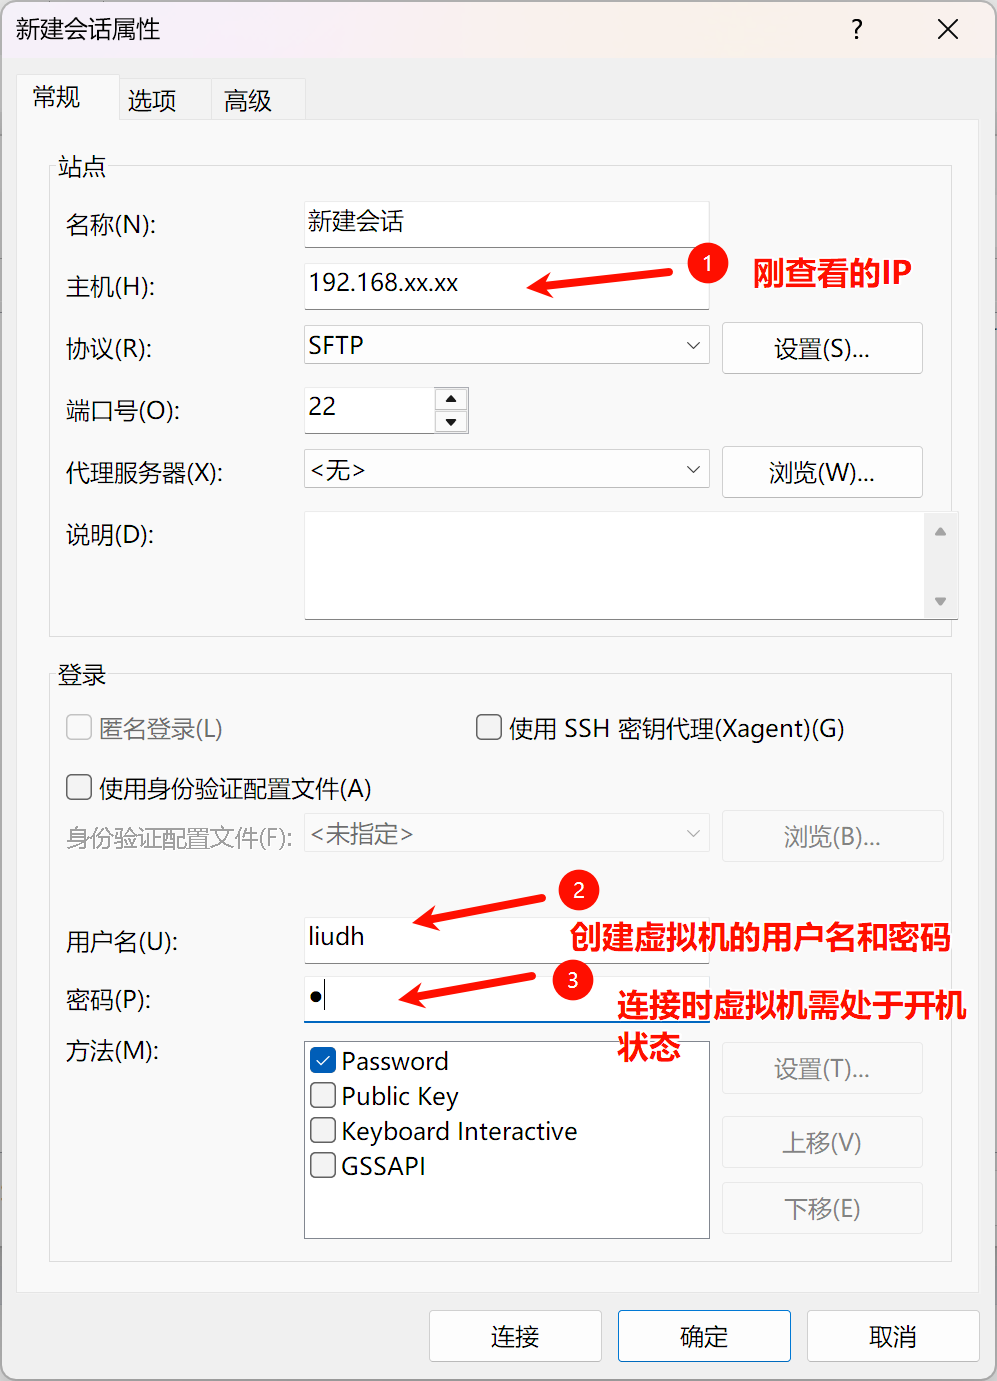 新建会话属性
?
常规
选项
高级
站点
名称(N):
新建会话
主机(H):
192.168.xx.xx
1
刚查看的IP
协议(R):
SFTP
设置(S)...
端口号(O):
22
代理服务器(X):
<无>
浏览(W)...
说明(D):
登录
匿名登录(L)
使用 SSH 密钥代理(Xagent)(G)
使用身份验证配置文件(A)
身份验证配置文件(F):
<未指定>
浏览(B)...
2
用户名(U):
liudh
创建虚拟机的用户名和密码
3
密码(P):
连接时虚拟机需处于开机
状态
方法(M):
Password
Public Key
Keyboard Interactive
GSSAPI
设置(T)...
上移(V)
下移(E)
连接
确定
取消